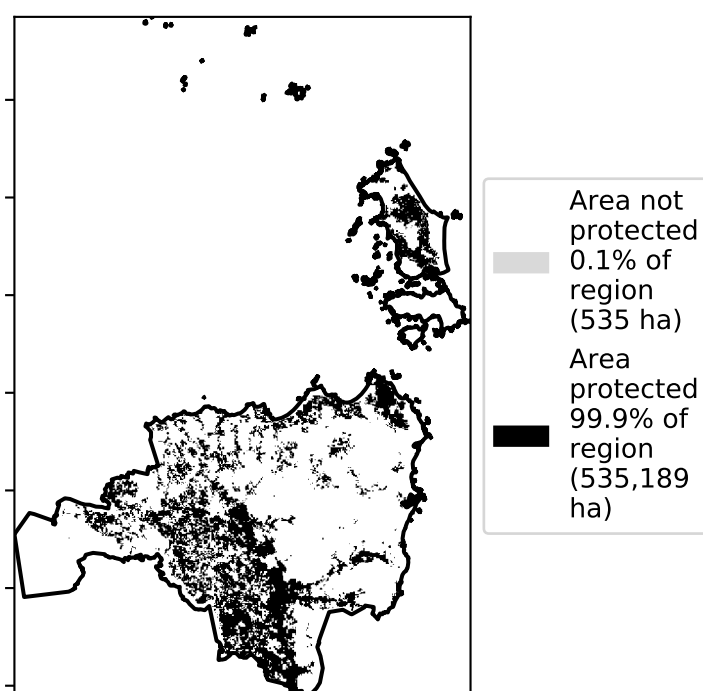 Area not
protected
0.1% of
region
(535 ha)
Area
protected
99.9% of
region
(535,189
ha)